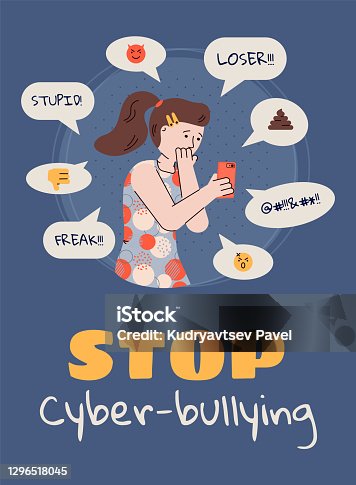 LOSER!!!
STUPID!
@#!!!&#*!!
FREAK!!!
iStock
Credit: Kudryavtsev Pavel
STOP
Cyber-bullying
1296518045